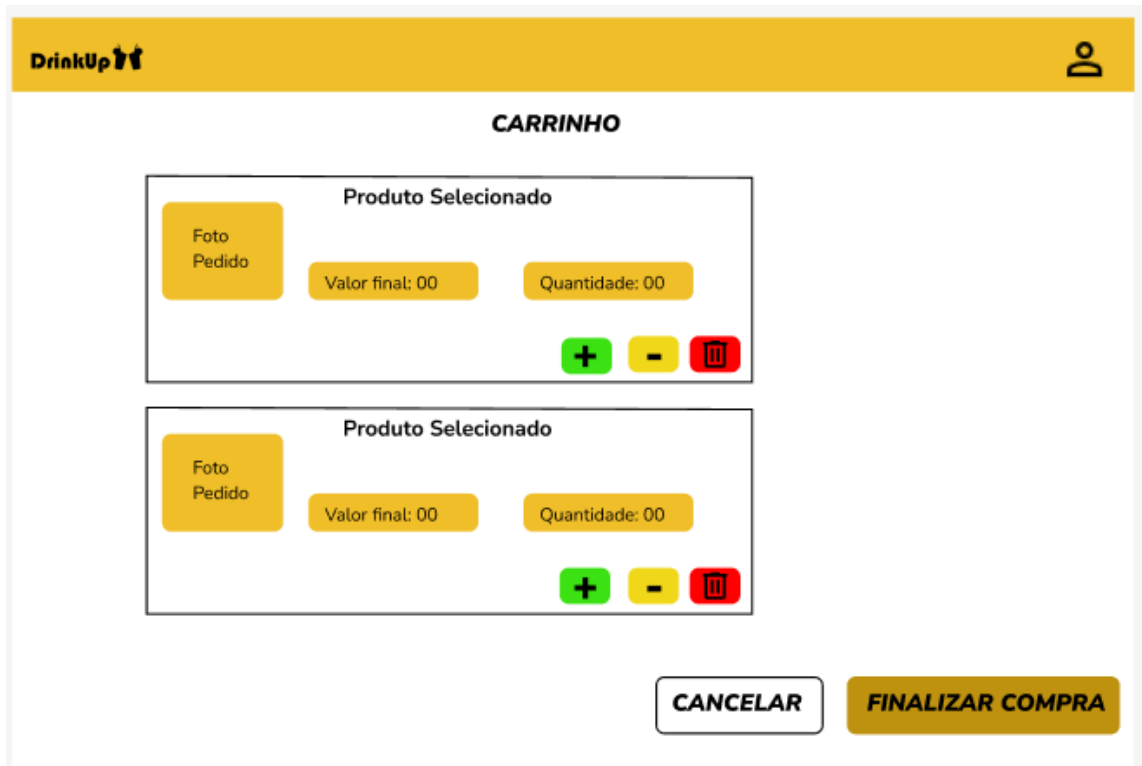 DrinkUp
CARRINHO
Produto Selecionado
Foto
Pedido
Valor final: 00
Quantidade: 00
+
-
Produto Selecionado
Foto
Pedido
Valor final: 00
Quantidade: 00
+
-
CANCELAR
FINALIZAR COMPRA